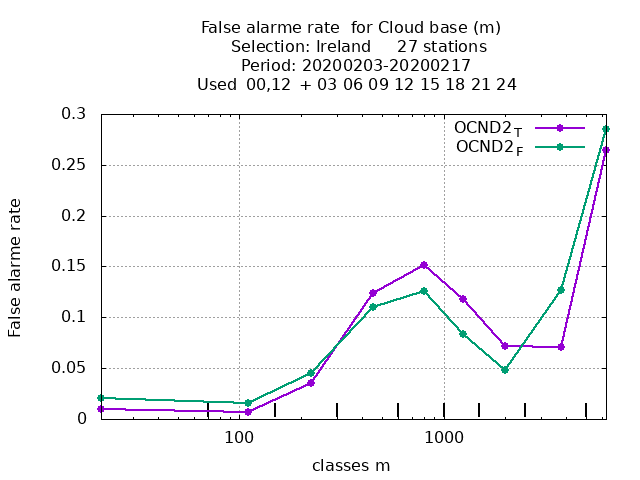 False alarme rate  for Cloud base (m)
Selection: Ireland     27 stations
Period: 20200203-20200217
Used  00,12  + 03 06 09 12 15 18 21 24
OCND2T
OCND2F
0.3
0.25
0.2
0.15
0.1
0.05
0
False alarme rate
100
1000
classes m